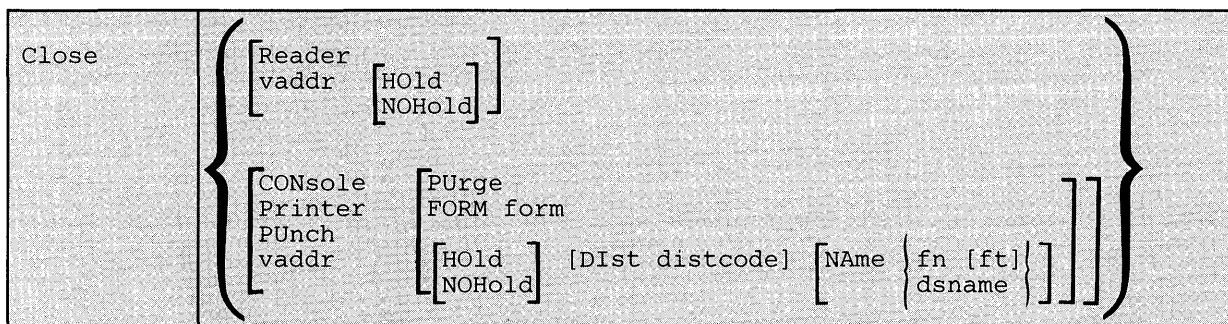 Close
Reader
vaddr [HOld
NOHold]
CONsole [PUrge
Printer FORM form
PUnch
vaddr [HOld] [DIst distcode] [NAme {fn [ft]}]
[NOHold] {dsname}